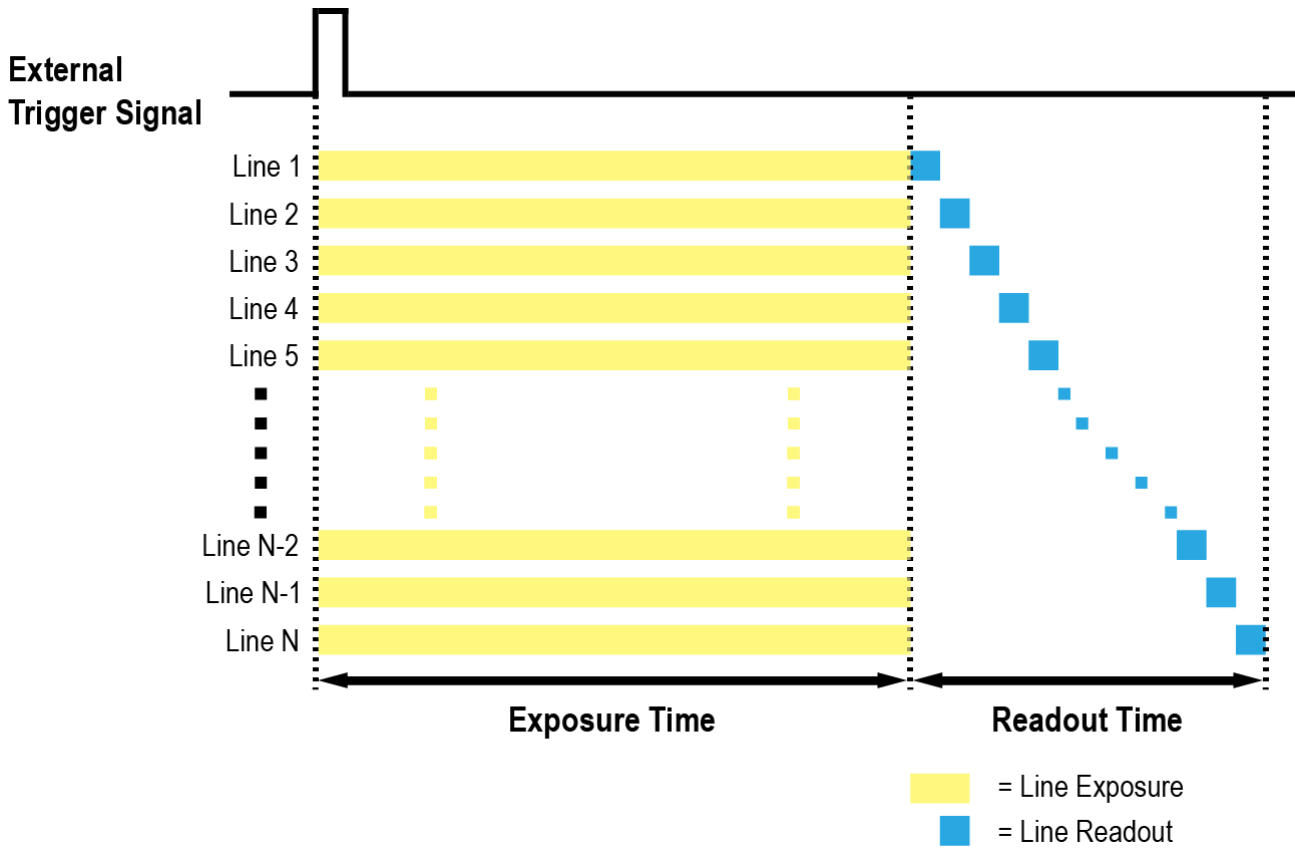 External
Trigger Signal
Line 1
Line 2
Line 3
Line 4
Line 5
Line N-2
Line N-1
Line N
Exposure Time
Readout Time
= Line Exposure
= Line Readout